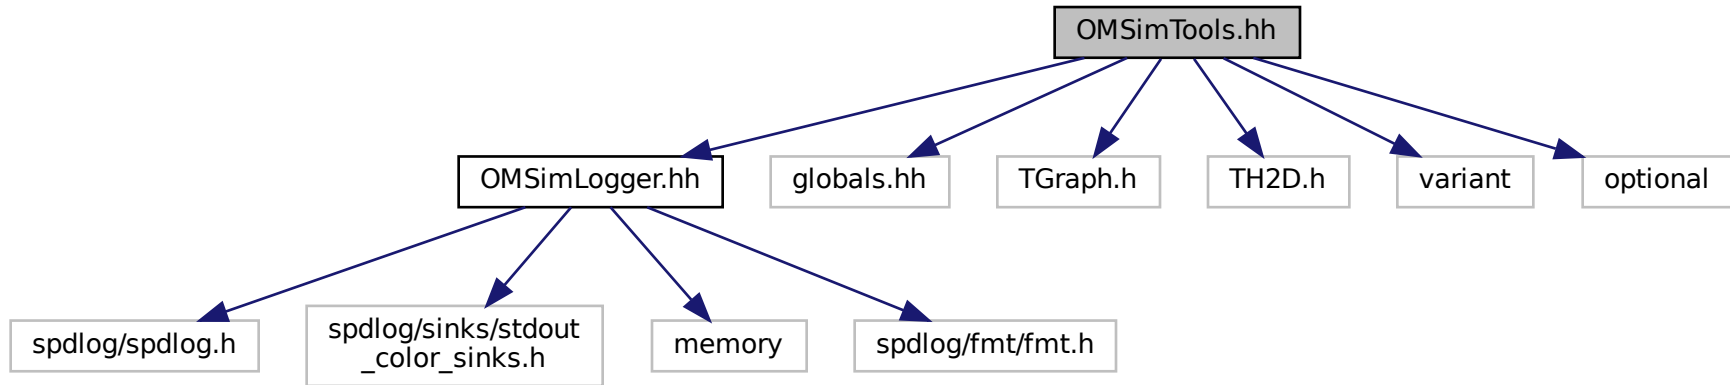 OMSimTools.hh
OMSimLogger.hh
globals.hh
TGraph.h
TH2D.h
variant
optional
spdlog/spdlog.h
spdlog/sinks/stdout
_color_sinks.h
memory
spdlog/fmt/fmt.h